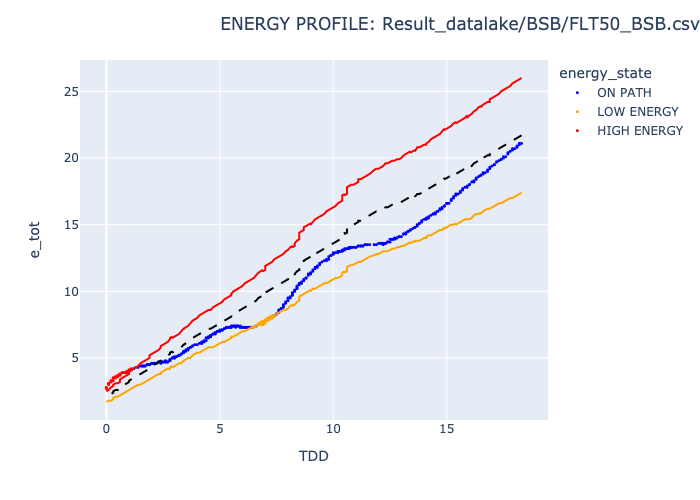 ENERGY PROFILE: Result_datalake/BSB/FLT50_BSB.csv
energy_state
ON PATH
LOW ENERGY
HIGH ENERGY
e_tot
25
20
15
10
5
0
5
10
15
TDD